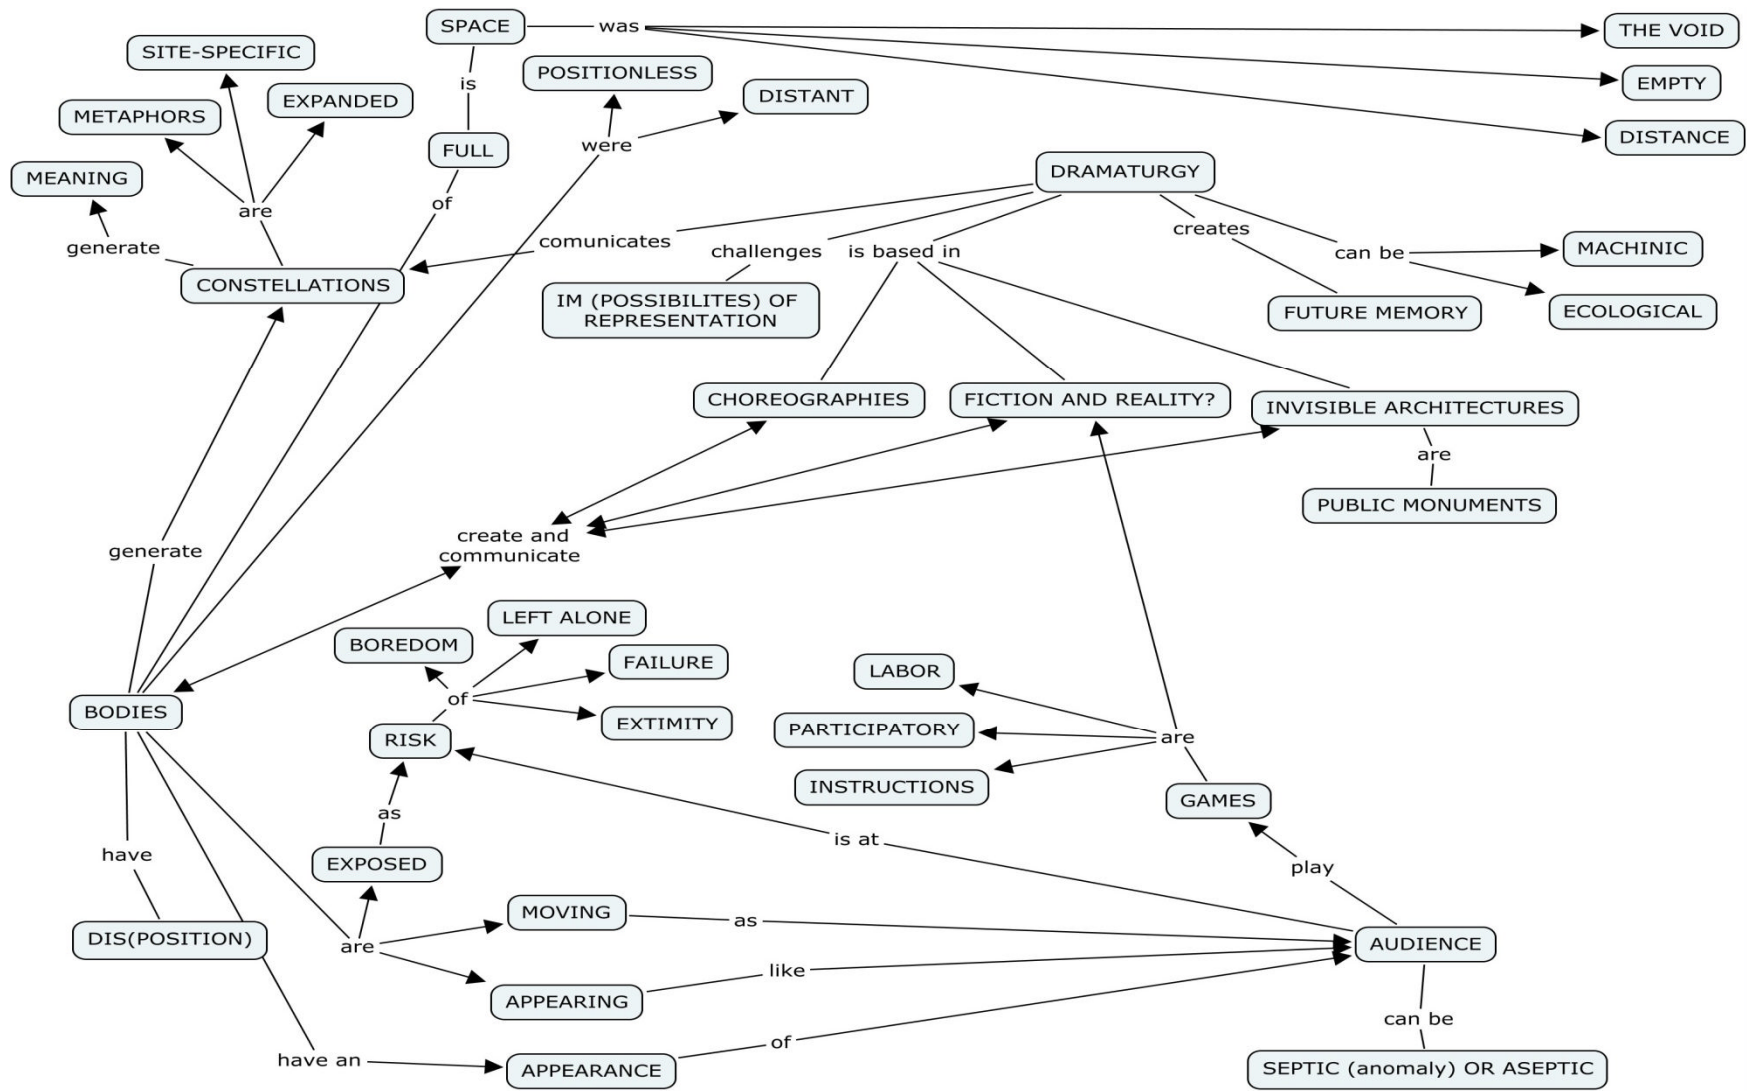 SPACE
was
THE VOID
SITE-SPECIFIC
is
POSITIONLESS
EMPTY
EXPANDED
DISTANT
METAPHORS
DISTANCE
FULL
were
DRAMATURGY
MEANING
of
are
creates
generate
comunicates
challenges
is based in
can be
MACHINIC
CONSTELLATIONS
IM (POSSIBILITES) OF
REPRESENTATION
FUTURE MEMORY
ECOLOGICAL
CHOREOGRAPHIES
FICTION AND REALITY?
INVISIBLE ARCHITECTURES
are
PUBLIC MONUMENTS
generate
create and
communicate
LEFT ALONE
BOREDOM
FAILURE
LABOR
of
BODIES
EXTIMITY
PARTICIPATORY
RISK
are
INSTRUCTIONS
GAMES
as
is at
have
EXPOSED
play
MOVING
as
DIS(POSITION)
are
AUDIENCE
like
APPEARING
can be
of
have an
APPEARANCE
SEPTIC (anomaly) OR ASEPTIC